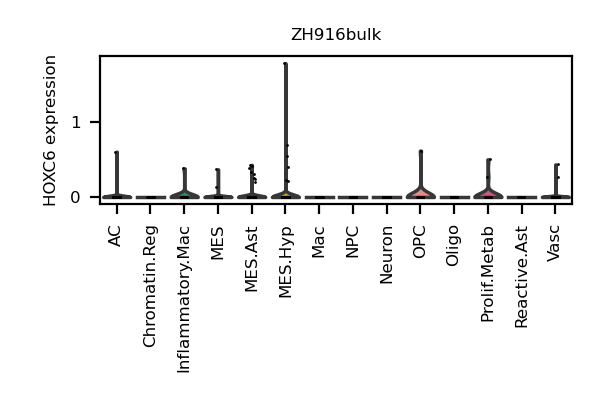 ZH916bulk
HOXC6 expression
1
0
AC
Chromatin.Reg
Inflammatory.Mac
MES
MES.Ast
MES.Hyp
Mac
NPC
Neuron
OPC
Oligo
Prolif.Metab
Reactive.Ast
Vasc